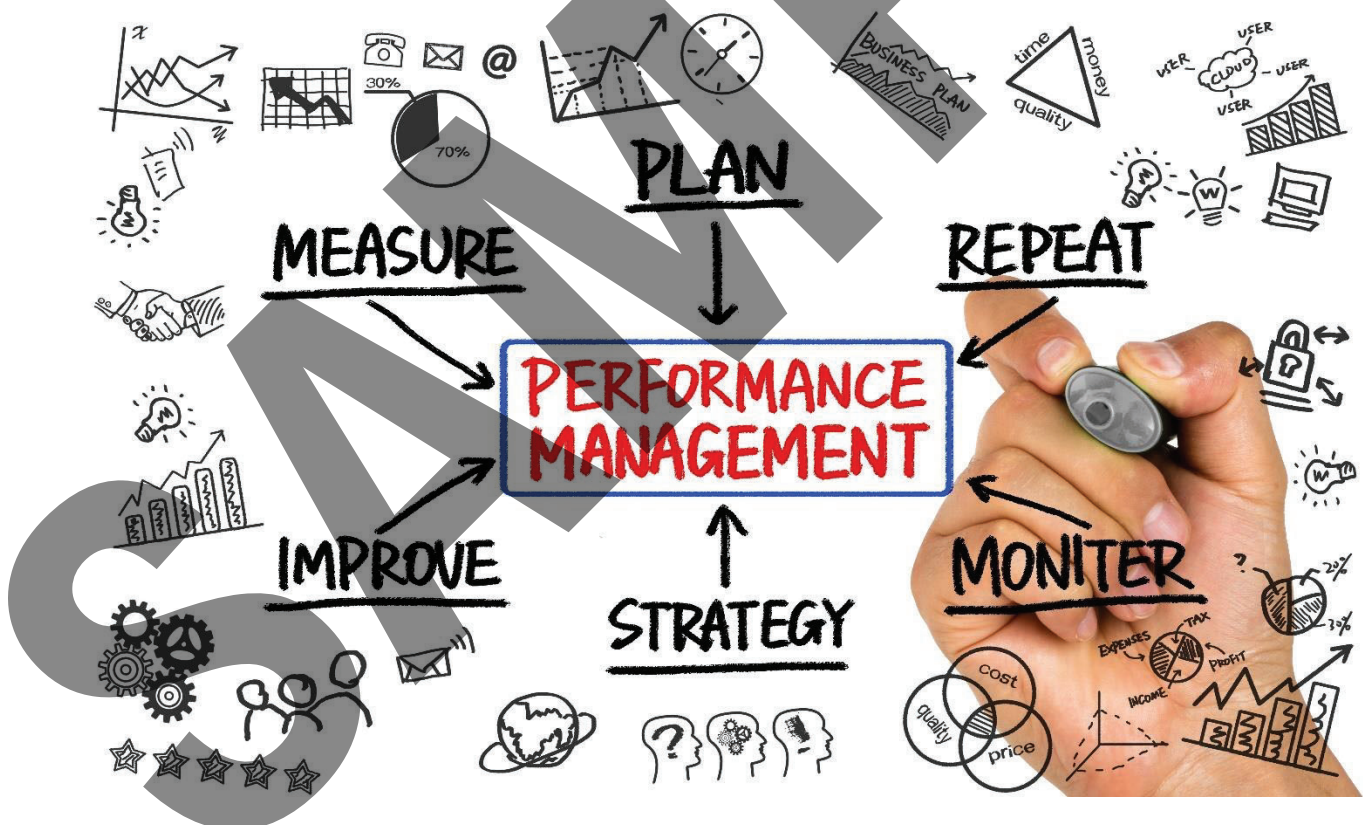 x
y
30%
70%
@
BUSINESS PLAN
time
money
quality
USER
USER
CLOUD
USER
USER
W
PLAN
MEASURE
REPEAT
PERFORMANCE
MANAGEMENT
IMPROVE
STRATEGY
MONITER
?
20%
30%
EXPENSES
TAX
PROFIT
INCOME
cost
quality
price
?
!
SAMP